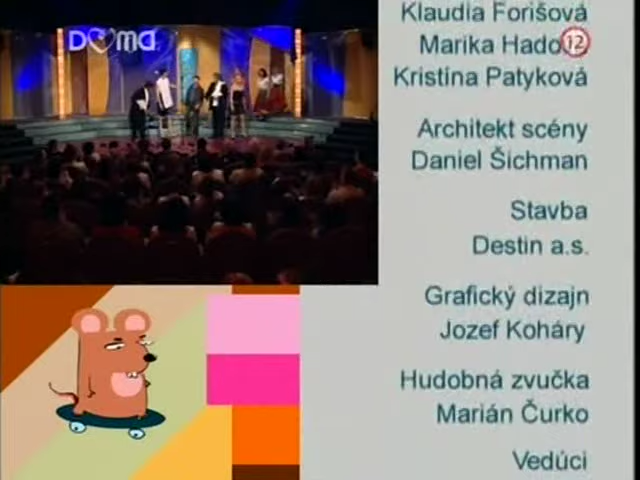 DOMA
Klaudia Forišová
Marika Hado
12
Kristína Patyková
Architekt scény
Daniel Šichman
Stavba
Destin a.s.
Grafický dizajn
Jozef Koháry
Hudobná zvučka
Marián Čurko
Vedúci